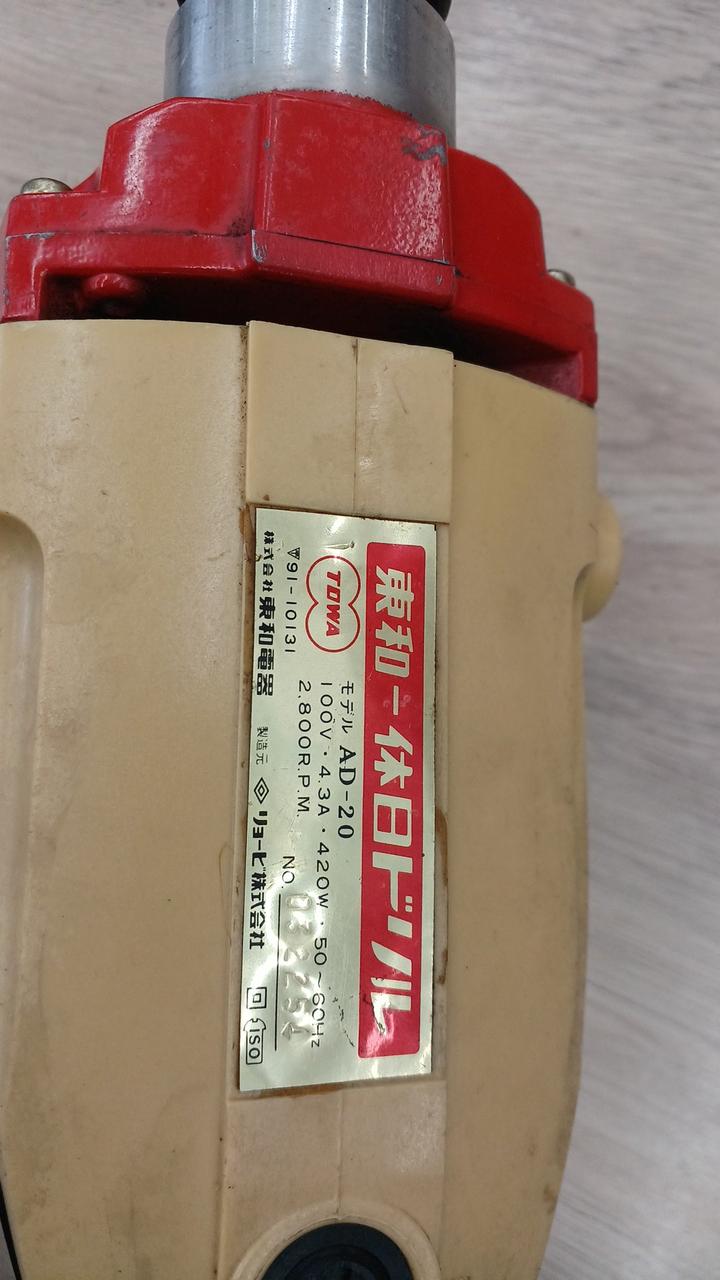 東和一休日ドリル
TOWA
モデル AD-20
100V・4.3A・420W・50～60Hz
2,800R.P.M.
NO.
▽91-10131
株式会社 東和電器 製造元 リョービ株式会社
回 ISO